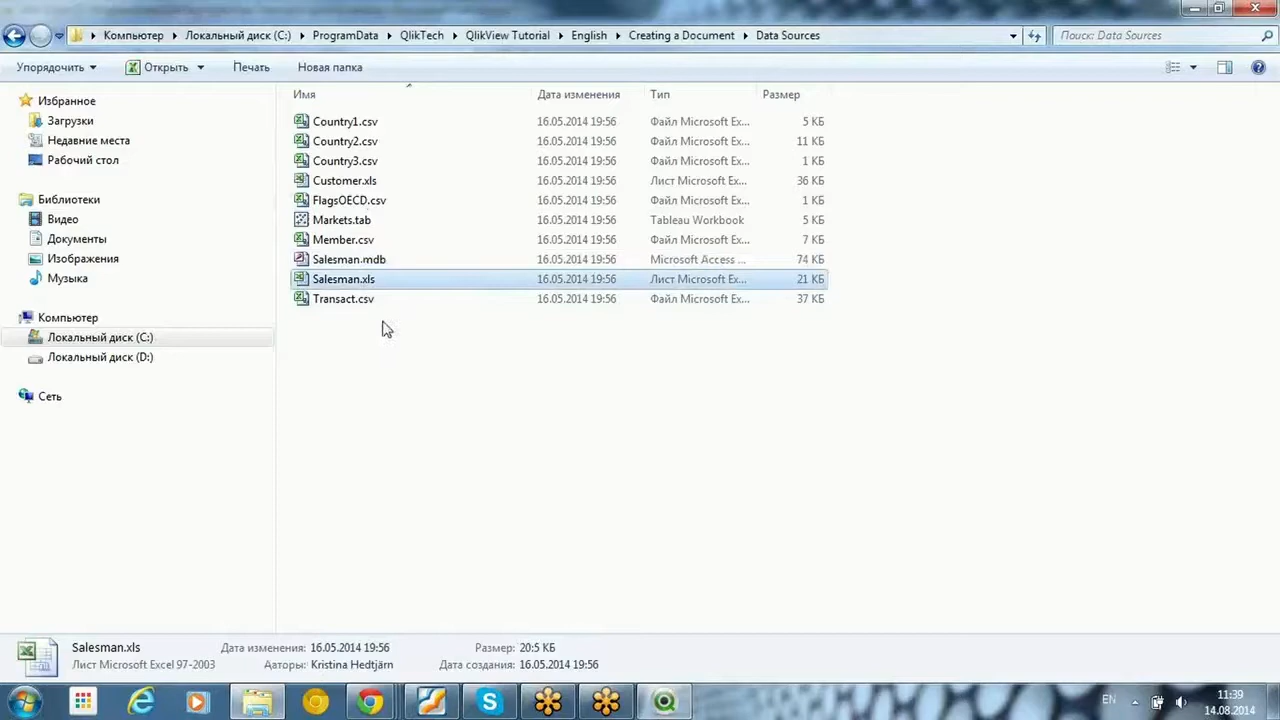 Компьютер Локальный диск (C:) ProgramData QlikTech QlikView Tutorial English Creating a Document Data Sources Поиск: Data Sources
Упорядочить Открыть Печать Новая папка
Имя Дата изменения Тип Размер
Избранное
Загрузки
Недавние места
Рабочий стол
Библиотеки
Видео
Документы
Изображения
Музыка
Компьютер
Локальный диск (C:)
Локальный диск (D:)
Сеть
Country1.csv 16.05.2014 19:56 Файл Microsoft Ex... 5 КБ
Country2.csv 16.05.2014 19:56 Файл Microsoft Ex... 11 КБ
Country3.csv 16.05.2014 19:56 Файл Microsoft Ex... 1 КБ
Customer.xls 16.05.2014 19:56 Лист Microsoft Ex... 36 КБ
FlagsOECD.csv 16.05.2014 19:56 Файл Microsoft Ex... 1 КБ
Markets.tab 16.05.2014 19:56 Tableau Workbook 5 КБ
Member.csv 16.05.2014 19:56 Файл Microsoft Ex... 7 КБ
Salesman.mdb 16.05.2014 19:56 Microsoft Access ... 74 КБ
Salesman.xls 16.05.2014 19:56 Лист Microsoft Ex... 21 КБ
Transact.csv 16.05.2014 19:56 Файл Microsoft Ex... 37 КБ
Salesman.xls Дата изменения: 16.05.2014 19:56 Размер: 20:5 КБ
Лист Microsoft Excel 97-2003 Авторы: Kristina Hedtjärn Дата создания: 16.05.2014 19:56
EN 11:39
14.08.2014